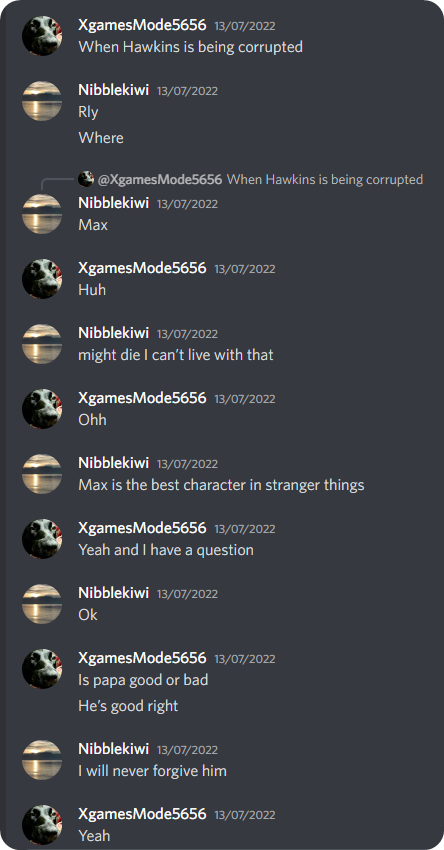 XgamesMode5656 13/07/2022
When Hawkins is being corrupted
Nibblekiwi 13/07/2022
Rly
Where
@XgamesMode5656 When Hawkins is being corrupted
Nibblekiwi 13/07/2022
Max
XgamesMode5656 13/07/2022
Huh
Nibblekiwi 13/07/2022
might die I can't live with that
XgamesMode5656 13/07/2022
Ohh
Nibblekiwi 13/07/2022
Max is the best character in stranger things
XgamesMode5656 13/07/2022
Yeah and I have a question
Nibblekiwi 13/07/2022
Ok
XgamesMode5656 13/07/2022
Is papa good or bad
He's good right
Nibblekiwi 13/07/2022
I will never forgive him
XgamesMode5656 13/07/2022
Yeah